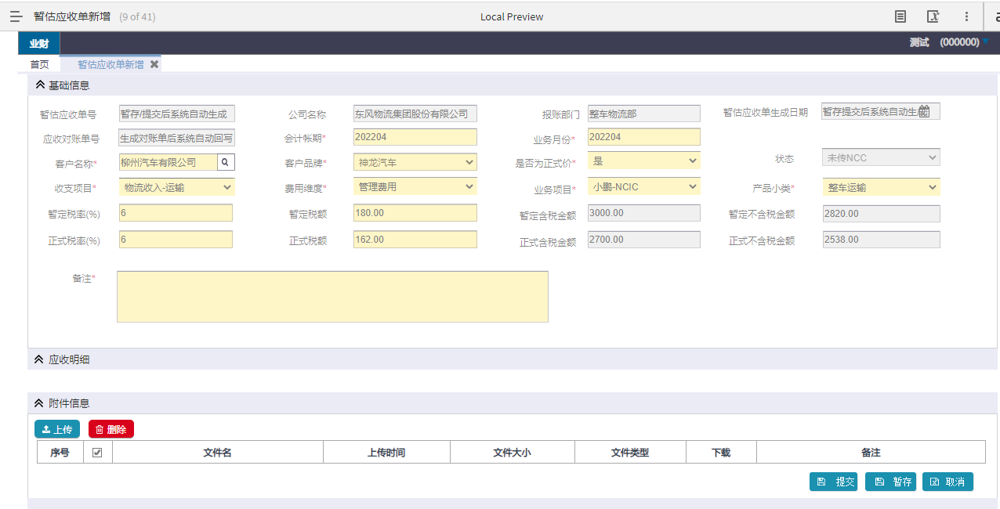 暂估应收单新增 (9 of 41) Local Preview
业财 测试 (000000)
首页 暂估应收单新增
基础信息
暂估应收单号 暂存/提交后系统自动生成 公司名称 东风物流集团股份有限公司 报账部门 整车物流部 暂估应收单生成日期 暂存提交后系统自动生成
应收对账单号 生成对账单后系统自动回写 会计帐期* 202204 业务月份* 202204
客户名称* 柳州汽车有限公司 客户品牌* 神龙汽车 是否为正式价* 是 状态 未传NCC
收支项目* 物流收入-运输 费用维度* 管理费用 业务项目* 小鹏-NCIC 产品小类* 整车运输
暂定税率(%) 6 暂定税额 180.00 暂定含税金额 3000.00 暂定不含税金额 2820.00
正式税率(%) 6 正式税额 162.00 正式含税金额 2700.00 正式不含税金额 2538.00
备注*
应收明细
附件信息
上传 删除
序号 文件名 上传时间 文件大小 文件类型 下载 备注
提交 暂存 取消